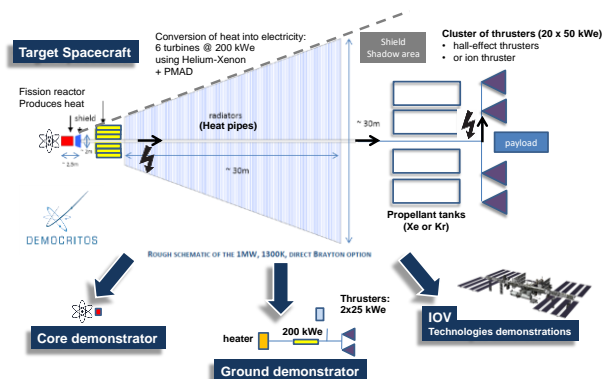 Target Spacecraft
Conversion of heat into electricity:
6 turbines @ 200 kWe
using Helium-Xenon
+ PMAD
Shield
Shadow area
Cluster of thrusters (20 x 50 kWe)
• hall-effect thrusters
• or ion thruster
Fission reactor
Produces heat
shield
radiators
(Heat pipes)
~ 30m
~ 30m
payload
Propellant tanks
(Xe or Kr)
DEMOCRITOS
ROUGH SCHEMATIC OF THE 1MW, 1300K, DIRECT BRAYTON OPTION
Core demonstrator
Thrusters:
2x25 kWe
heater
200 kWe
Ground demonstrator
IOV
Technologies demonstrations